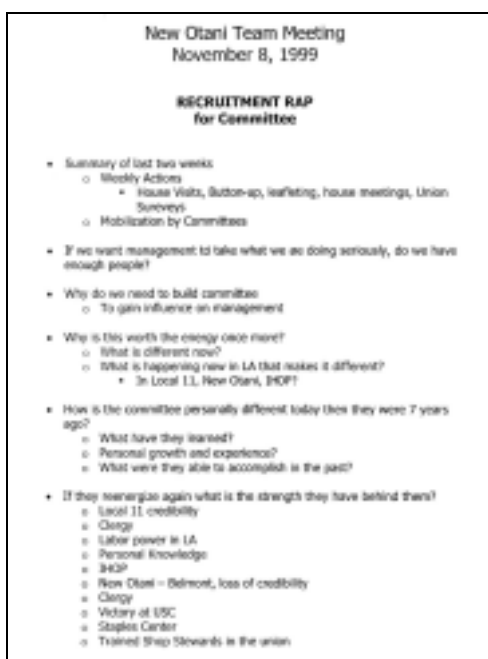 New Otani Team Meeting
November 8, 1999
RECRUITMENT RAP
for Committee
• Summary of last two weeks
o Weekly Actions
▪ House Visits, Button-up, leafleting, house meetings, Union
Sureveys
o Mobilization by Committees
• If we want management to take what we are doing seriously, do we have
enough people?
• Why do we need to build committee
o To gain influence on management
• Why is this worth the energy once more?
o What is different now?
o What is happening now in LA that makes it different?
▪ In Local 11, New Otani, IHOP?
• How is the committee personally different today then they were 7 years
ago?
o What have they learned?
o Personal growth and experience?
o What were they able to accomplish in the past?
• If they reenergize again what is the strength they have behind them?
o Local 11 credibility
o Clergy
o Labor power in LA
o Personal Knowledge
o IHOP
o New Otani – Belmont, loss of credibility
o Clergy
o Victory at USC
o Staples Center
o Trained Shop Stewards in the union